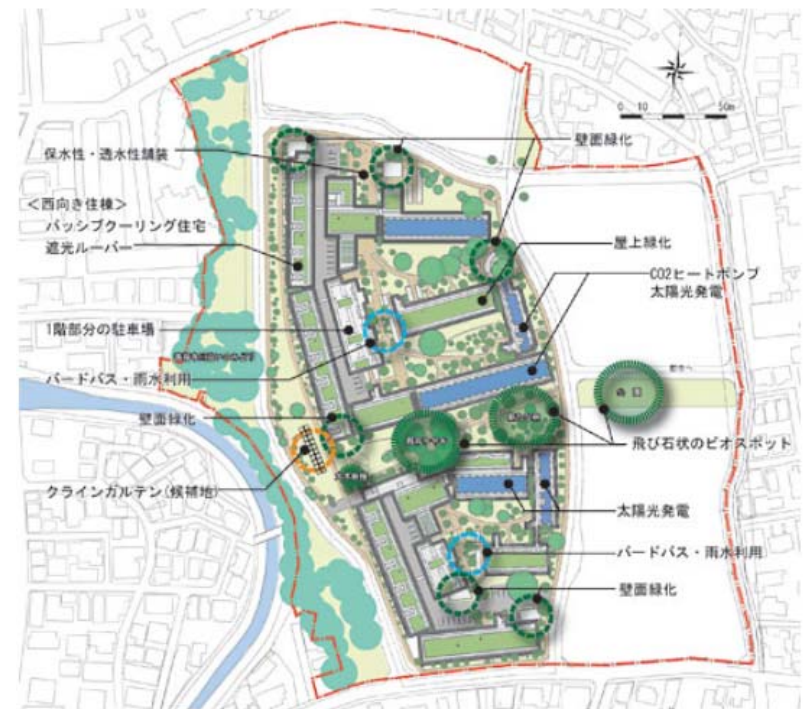 0 10 50m
壁面緑化
保水性・透水性舗装
<西向き住棟>
パッシブクーリング住宅
遮光ルーバー
屋上緑化
CO2ヒートポンプ
太陽光発電
1階部分の駐車場
バードバス・雨水利用
壁面緑化
飛び石状のビオスポット
クラインガルテン(候補地)
太陽光発電
バードバス・雨水利用
壁面緑化